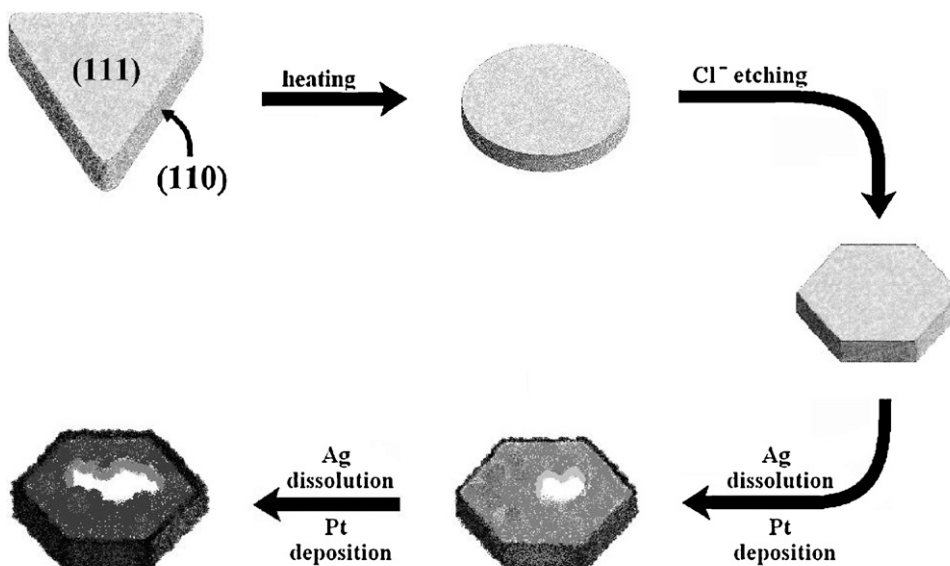 (111)
(110)
heating
Cl⁻ etching
Ag
dissolution
Pt
deposition
Ag
dissolution
Pt
deposition